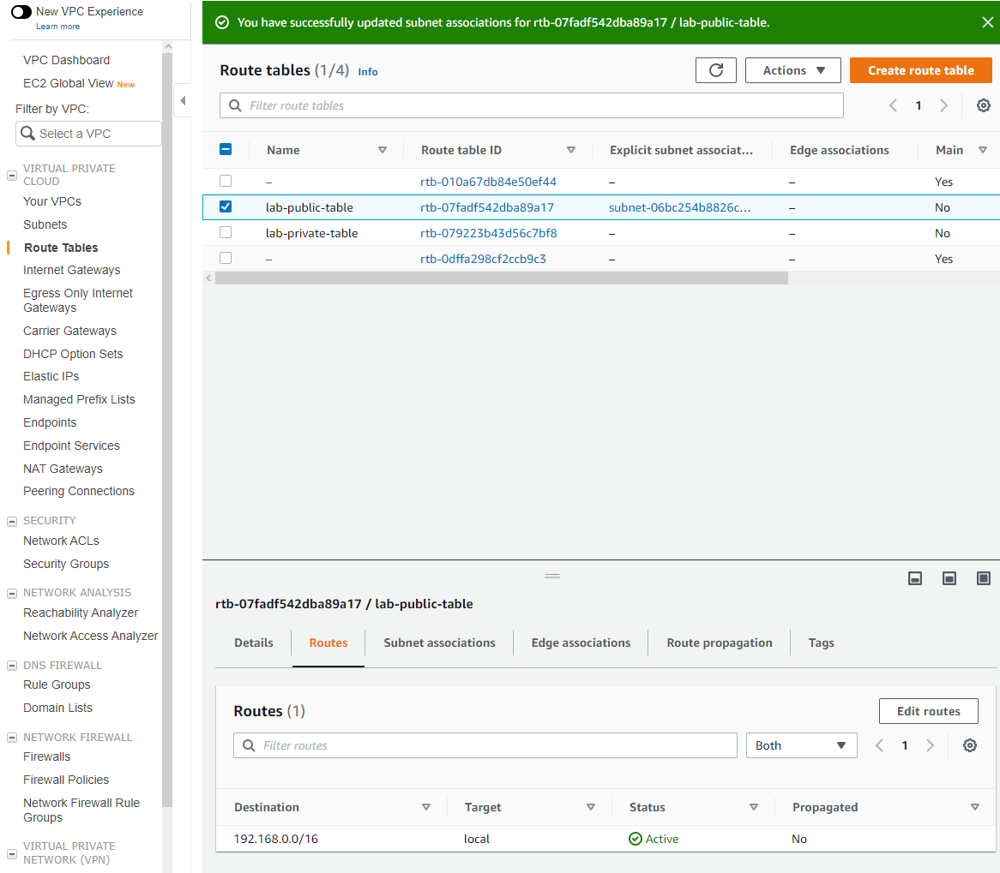 New VPC Experience
Learn more
VPC Dashboard
EC2 Global View New
Filter by VPC:
Select a VPC
VIRTUAL PRIVATE
CLOUD
Your VPCs
Subnets
Route Tables
Internet Gateways
Egress Only Internet
Gateways
Carrier Gateways
DHCP Option Sets
Elastic IPs
Managed Prefix Lists
Endpoints
Endpoint Services
NAT Gateways
Peering Connections
SECURITY
Network ACLs
Security Groups
NETWORK ANALYSIS
Reachability Analyzer
Network Access Analyzer
DNS FIREWALL
Rule Groups
Domain Lists
NETWORK FIREWALL
Firewalls
Firewall Policies
Network Firewall Rule
Groups
VIRTUAL PRIVATE
NETWORK (VPN)
You have successfully updated subnet associations for rtb-07fadf542dba89a17 / lab-public-table.
Route tables (1/4) Info
Actions
Create route table
Filter route tables
1
Name Route table ID Explicit subnet associat... Edge associations Main
– rtb-010a67db84e50ef44 – – Yes
lab-public-table rtb-07fadf542dba89a17 subnet-06bc254b8826c... – No
lab-private-table rtb-079223b43d56c7bf8 – – No
– rtb-0dffa298cf2ccb9c3 – – Yes
rtb-07fadf542dba89a17 / lab-public-table
Details Routes Subnet associations Edge associations Route propagation Tags
Routes (1)
Edit routes
Filter routes
Both
1
Destination Target Status Propagated
192.168.0.0/16 local Active No